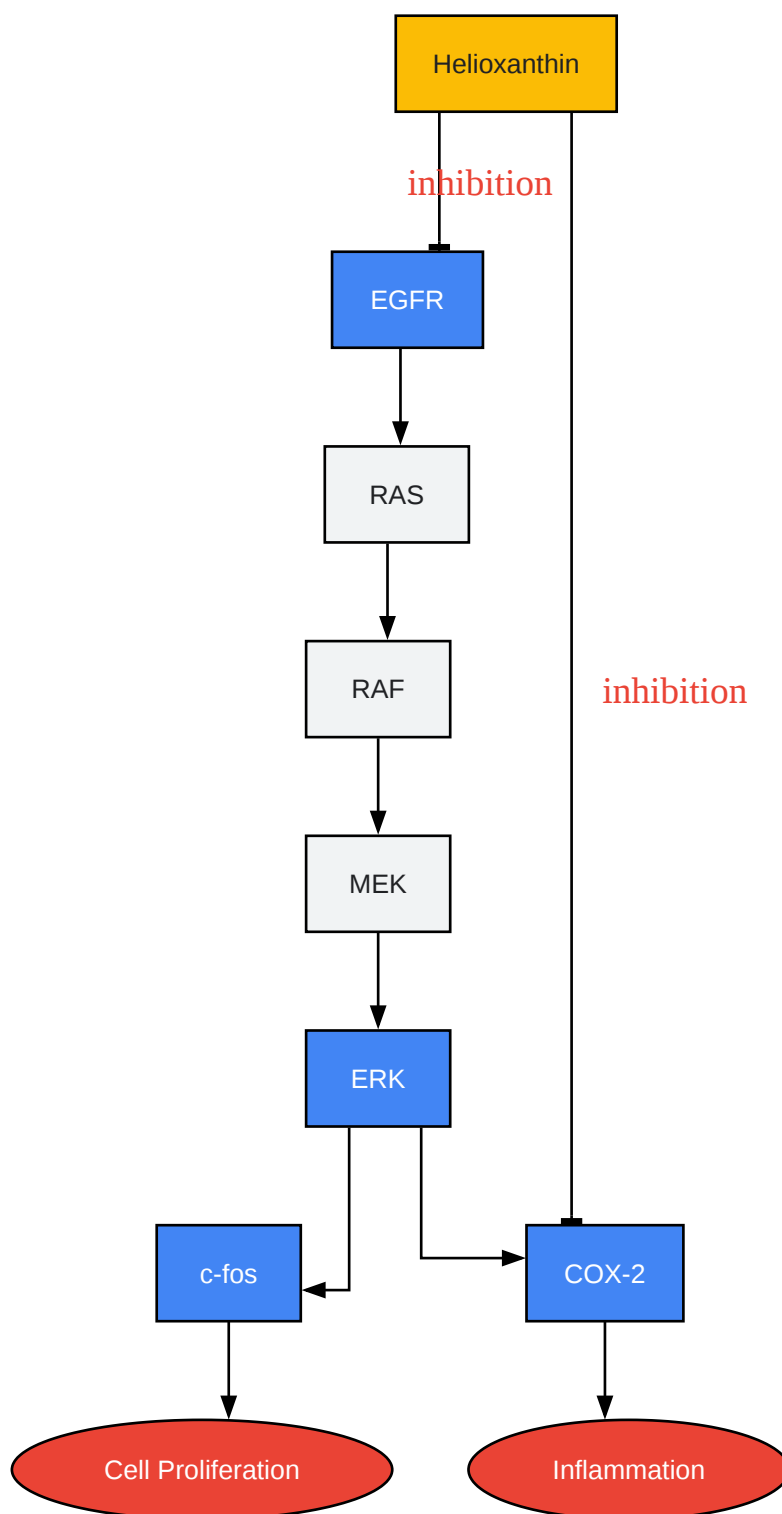 Helioxanthin
inhibition
EGFR
RAS
RAF
inhibition
MEK
ERK
c-fos
COX-2
Cell Proliferation
Inflammation